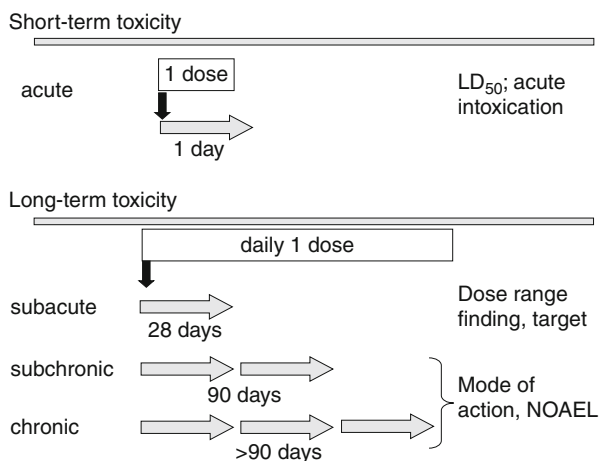 Short-term toxicity
1 dose
acute
LD50; acute
intoxication
1 day
Long-term toxicity
daily 1 dose
subacute
28 days
Dose range
finding, target
subchronic
90 days
Mode of
action, NOAEL
chronic
>90 days